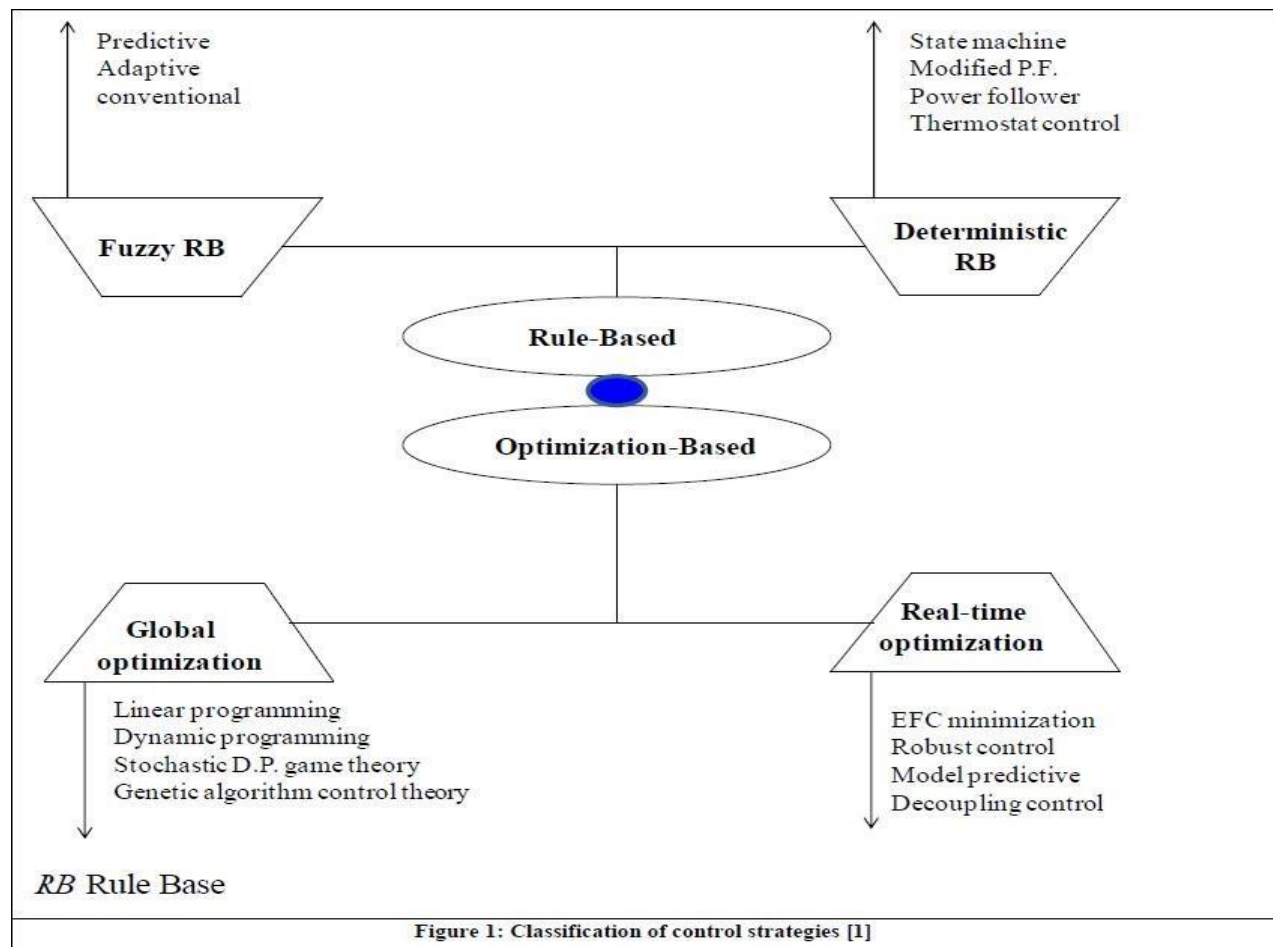 Predictive
Adaptive
conventional
State machine
Modified P.F.
Power follower
Thermostat control
Fuzzy RB
Deterministic
RB
Rule-Based
Optimization-Based
Global
optimization
Real-time
optimization
Linear programming
Dynamic programming
Stochastic D.P. game theory
Genetic algorithm control theory
EFC minimization
Robust control
Model predictive
Decoupling control
RB Rule Base
Figure 1: Classification of control strategies [1]